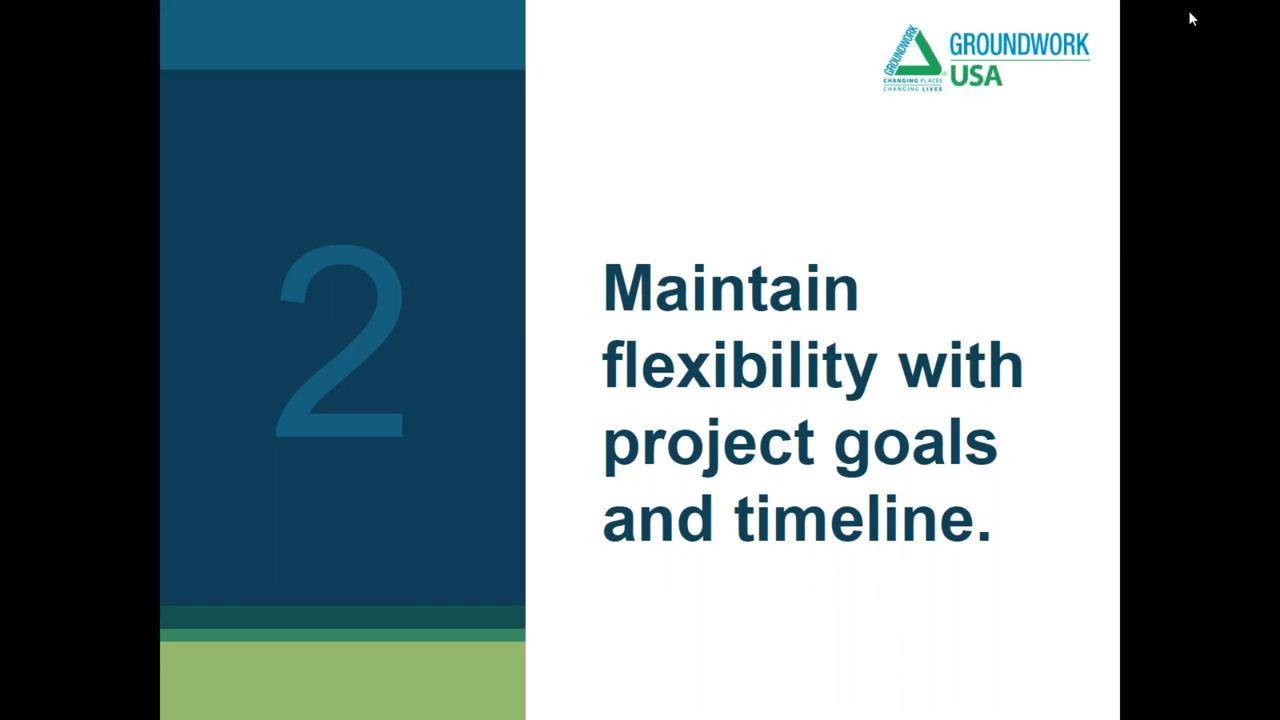 GROUNDWORK
CHANGING PLACES
CHANGING LIVES
®
GROUNDWORK
USA
2
Maintain
flexibility with
project goals
and timeline.